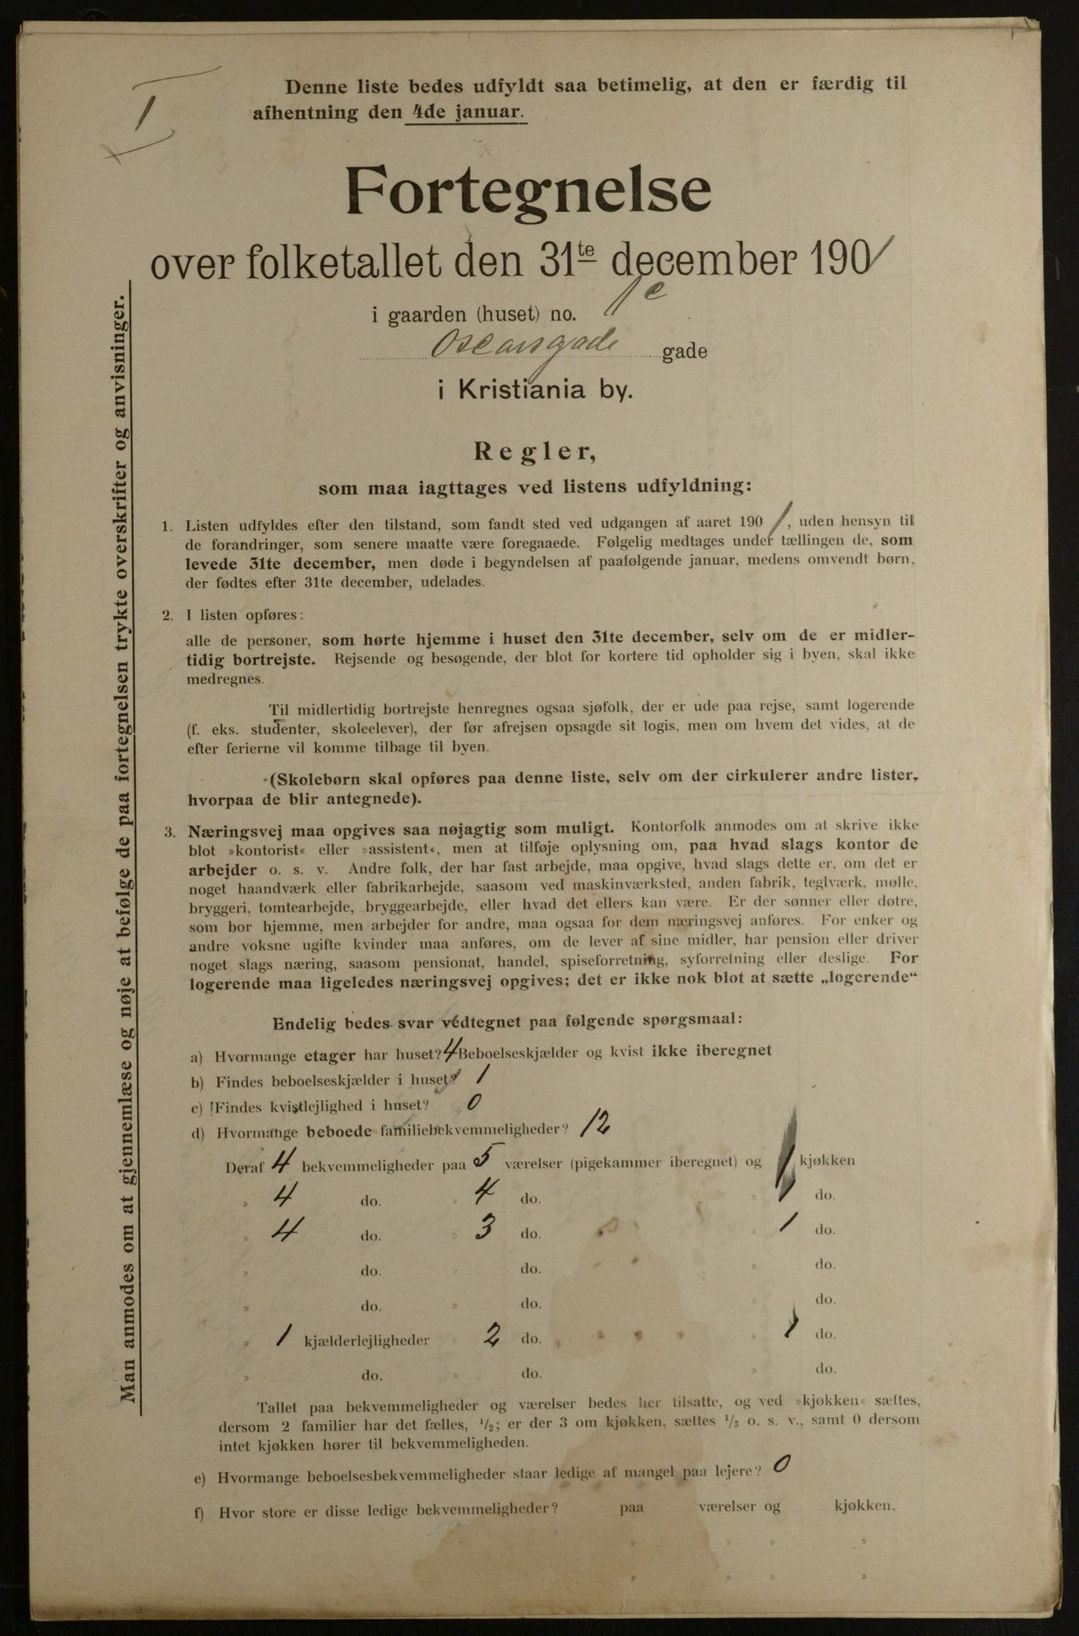 I
Denne liste bedes udfyldt saa betimelig, at den er færdig til
afhentning den 4de januar.
Fortegnelse
over folketallet den 31te december 1901
i gaarden (huset) no. 1c
Oscarsgade gade
i Kristiania by.
Regler,
som maa iagttages ved listens udfyldning:
1. Listen udfyldes efter den tilstand, som fandt sted ved udgangen af aaret 1901, uden hensyn til
de forandringer, som senere maatte være foregaaede. Følgelig medtages under tællingen de, som
levede 31te december, men døde i begyndelsen af paafølgende januar, medens omvendt børn,
der fødtes efter 31te december, udelades.
2. I listen opføres:
alle de personer, som hørte hjemme i huset den 31te december, selv om de er midler-
tidig bortrejste. Rejsende og besøgende, der blot for kortere tid opholder sig i byen, skal ikke
medregnes.
Til midlertidig bortrejste henregnes ogsaa sjøfolk, der er ude paa rejse, samt logerende
(f. eks. studenter, skoleelever), der før afrejsen opsagde sit logis, men om hvem det vides, at de
efter ferierne vil komme tilbage til byen.
(Skolebørn skal opføres paa denne liste, selv om der cirkulerer andre lister,
hvorpaa de blir antegnede).
3. Næringsvej maa opgives saa nøjagtig som muligt. Kontorfolk anmodes om at skrive ikke
blot »kontorist« eller »assistent«, men at tilføje oplysning om, paa hvad slags kontor de
arbejder o. s. v. Andre folk, der har fast arbejde, maa opgive, hvad slags dette er, om det er
noget haandværk eller fabrikarbejde, saasom ved maskinværksted, anden fabrik, teglværk, mølle,
bryggeri, tomtearbejde, bryggearbejde, eller hvad det ellers kan være. Er der sønner eller døtre,
som bor hjemme, men arbejder for andre, maa ogsaa for dem næringsvej anføres. For enker og
andre voksne ugifte kvinder maa anføres, om de lever af sine midler, har pension eller driver
noget slags næring, saasom pensionat, handel, spiseforretning, syforretning eller deslige. For
logerende maa ligeledes næringsvej opgives; det er ikke nok blot at sætte „logerende“
Endelig bedes svar vedtegnet paa følgende spørgsmaal:
a) Hvormange etager har huset? 4 Beboelseskjælder og kvist ikke iberegnet
b) Findes beboelseskjælder i huset? 1
c) Findes kvistlejlighed i huset? 0
d) Hvormange beboede familiebekvemmeligheder? 12
Deraf 4 bekvemmeligheder paa 5 værelser (pigekammer iberegnet) og 1 kjøkken
„ 4 do. „ 4 do. „ 1 do.
„ 4 do. „ 3 do. „ „ 1 do.
„ do. „ do. „ „ „ do.
„ do. „ do. do.
„ 1 kjælderlejligheder 2 do. „ „ „ 1 do.
„ do. do. do.
Tallet paa bekvemmeligheder og værelser bedes her tilsatte, og ved »kjøkken« sættes,
dersom 2 familier har det fælles, 1/2; er der 3 om kjøkken, sættes 1/3 o. s. v., samt 0 dersom
intet kjøkken hører til bekvemmeligheden.
e) Hvormange beboelsesbekvemmeligheder staar ledige af mangel paa lejere? 0
f) Hvor store er disse ledige bekvemmeligheder? paa værelser og kjøkken.
„ „ „
„ „ „
Man anmodes om at gjennemlæse og nøje at befølge de paa fortegnelsen trykte overskrifter og anvisninger.